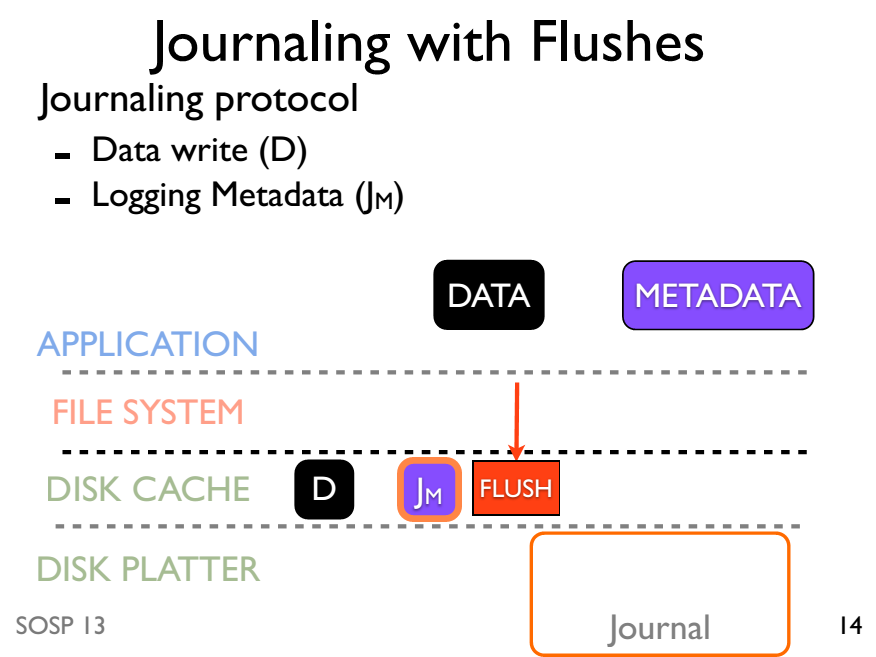 Journaling with Flushes
Journaling protocol
- Data write (D)
- Logging Metadata (JM)
DATA METADATA
APPLICATION
FILE SYSTEM
DISK CACHE D JM FLUSH
DISK PLATTER
SOSP 13 Journal 14